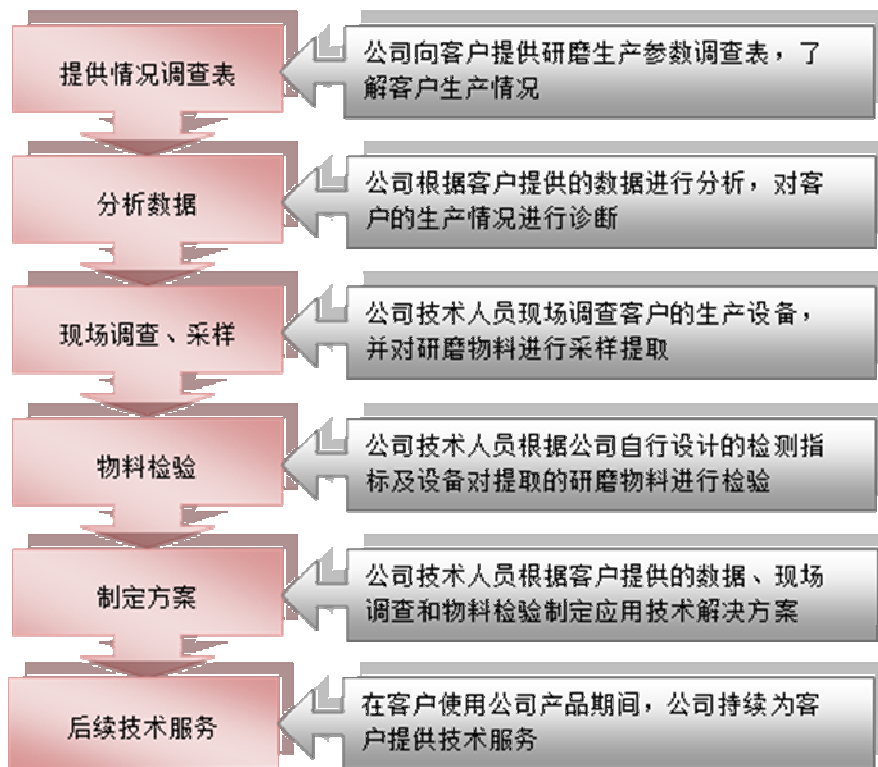 提供情况调查表
公司向客户提供研磨生产参数调查表，了
解客户生产情况
分析数据
公司根据客户提供的数据进行分析，对客
户的生产情况进行诊断
现场调查、采样
公司技术人员现场调查客户的生产设备，
并对研磨物料进行采样提取
物料检验
公司技术人员根据公司自行设计的检测指
标及设备对提取的研磨物料进行检验
制定方案
公司技术人员根据客户提供的数据、现场
调查和物料检验制定应用技术解决方案
后续技术服务
在客户使用公司产品期间，公司持续为客
户提供技术服务